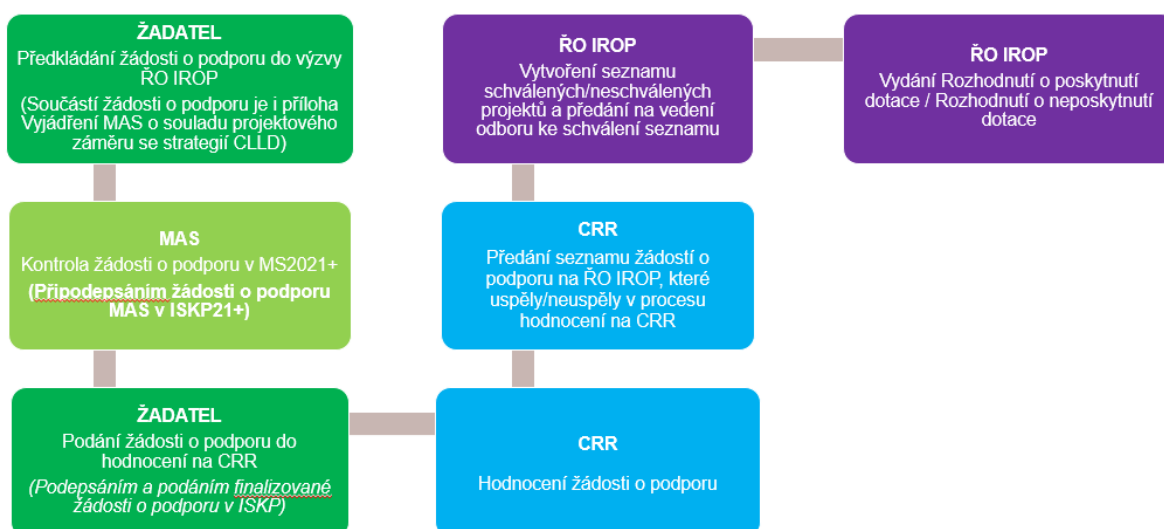 ŽADATEL
Předkládání žádosti o podporu do výzvy
ŘO IROP
(Součástí žádosti o podporu je i příloha
Vyjádření MAS o souladu projektového
záměru se strategií CLLD)
MAS
Kontrola žádosti o podporu v MS2021+
(Připodepsáním žádosti o podporu
MAS v ISKP21+)
ŽADATEL
Podání žádosti o podporu do
hodnocení na CRR
(Podepsáním a podáním finalizované
žádosti o podporu v ISKP)
CRR
Hodnocení žádosti o podporu
CRR
Předání seznamu žádostí o
podporu na ŘO IROP, které
uspěly/neuspěly v procesu
hodnocení na CRR
ŘO IROP
Vytvoření seznamu
schválených/neschválených
projektů a předání na vedení
odboru ke schválení seznamu
ŘO IROP
Vydání Rozhodnutí o poskytnutí
dotace / Rozhodnutí o neposkytnutí
dotace